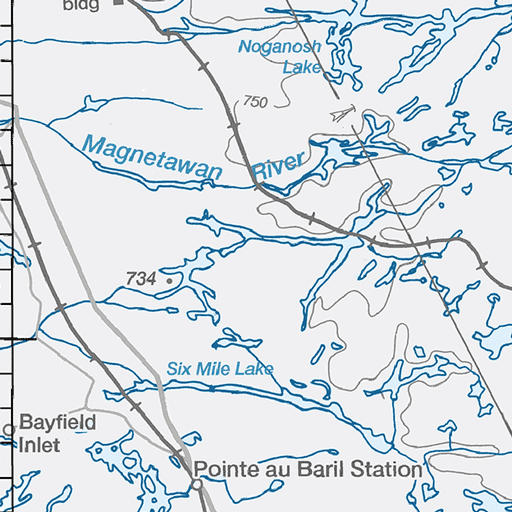 bldg
Noganosh
Lake
750
Magnetawan River
734
Six Mile Lake
Bayfield
Inlet
Pointe au Baril Station